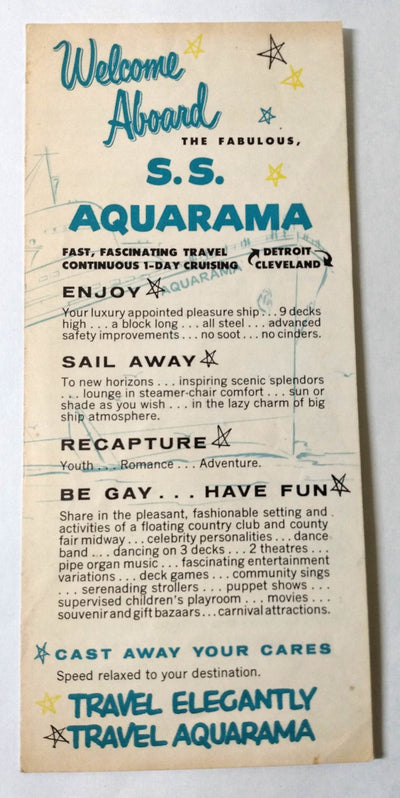 Welcome
Aboard
THE FABULOUS,
S.S.
AQUARAMA
FAST, FASCINATING TRAVEL
CONTINUOUS 1-DAY CRUISING
DETROIT
CLEVELAND
AQUARAMA
ENJOY
Your luxury appointed pleasure ship . . . 9 decks
high . . . a block long . . . all steel . . . advanced
safety improvements . . . no soot . . . no cinders.
SAIL AWAY
To new horizons . . . inspiring scenic splendors
. . . lounge in steamer-chair comfort . . . sun or
shade as you wish . . . in the lazy charm of big
ship atmosphere.
RECAPTURE
Youth . . . Romance . . . Adventure.
BE GAY . . . HAVE FUN
Share in the pleasant, fashionable setting and
activities of a floating country club and county
fair midway . . . celebrity personalities . . . dance
band . . . dancing on 3 decks . . . 2 theatres . . .
pipe organ music . . . fascinating entertainment
variations . . . deck games . . . community sings
. . . serenading strollers . . . puppet shows . . .
supervised children's playroom . . . movies . . .
souvenir and gift bazaars . . . carnival attractions.
CAST AWAY YOUR CARES
Speed relaxed to your destination.
TRAVEL ELEGANTLY
TRAVEL AQUARAMA